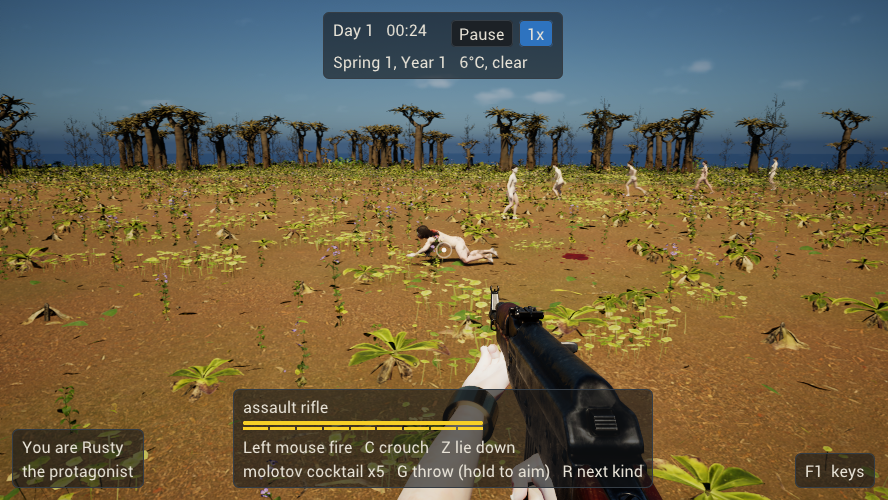 Day 1 00:24 Pause 1x
Spring 1, Year 1 6°C, clear
assault rifle
Left mouse fire C crouch Z lie down
molotov cocktail x5 G throw (hold to aim) R next kind
You are Rusty
the protagonist
F1 keys